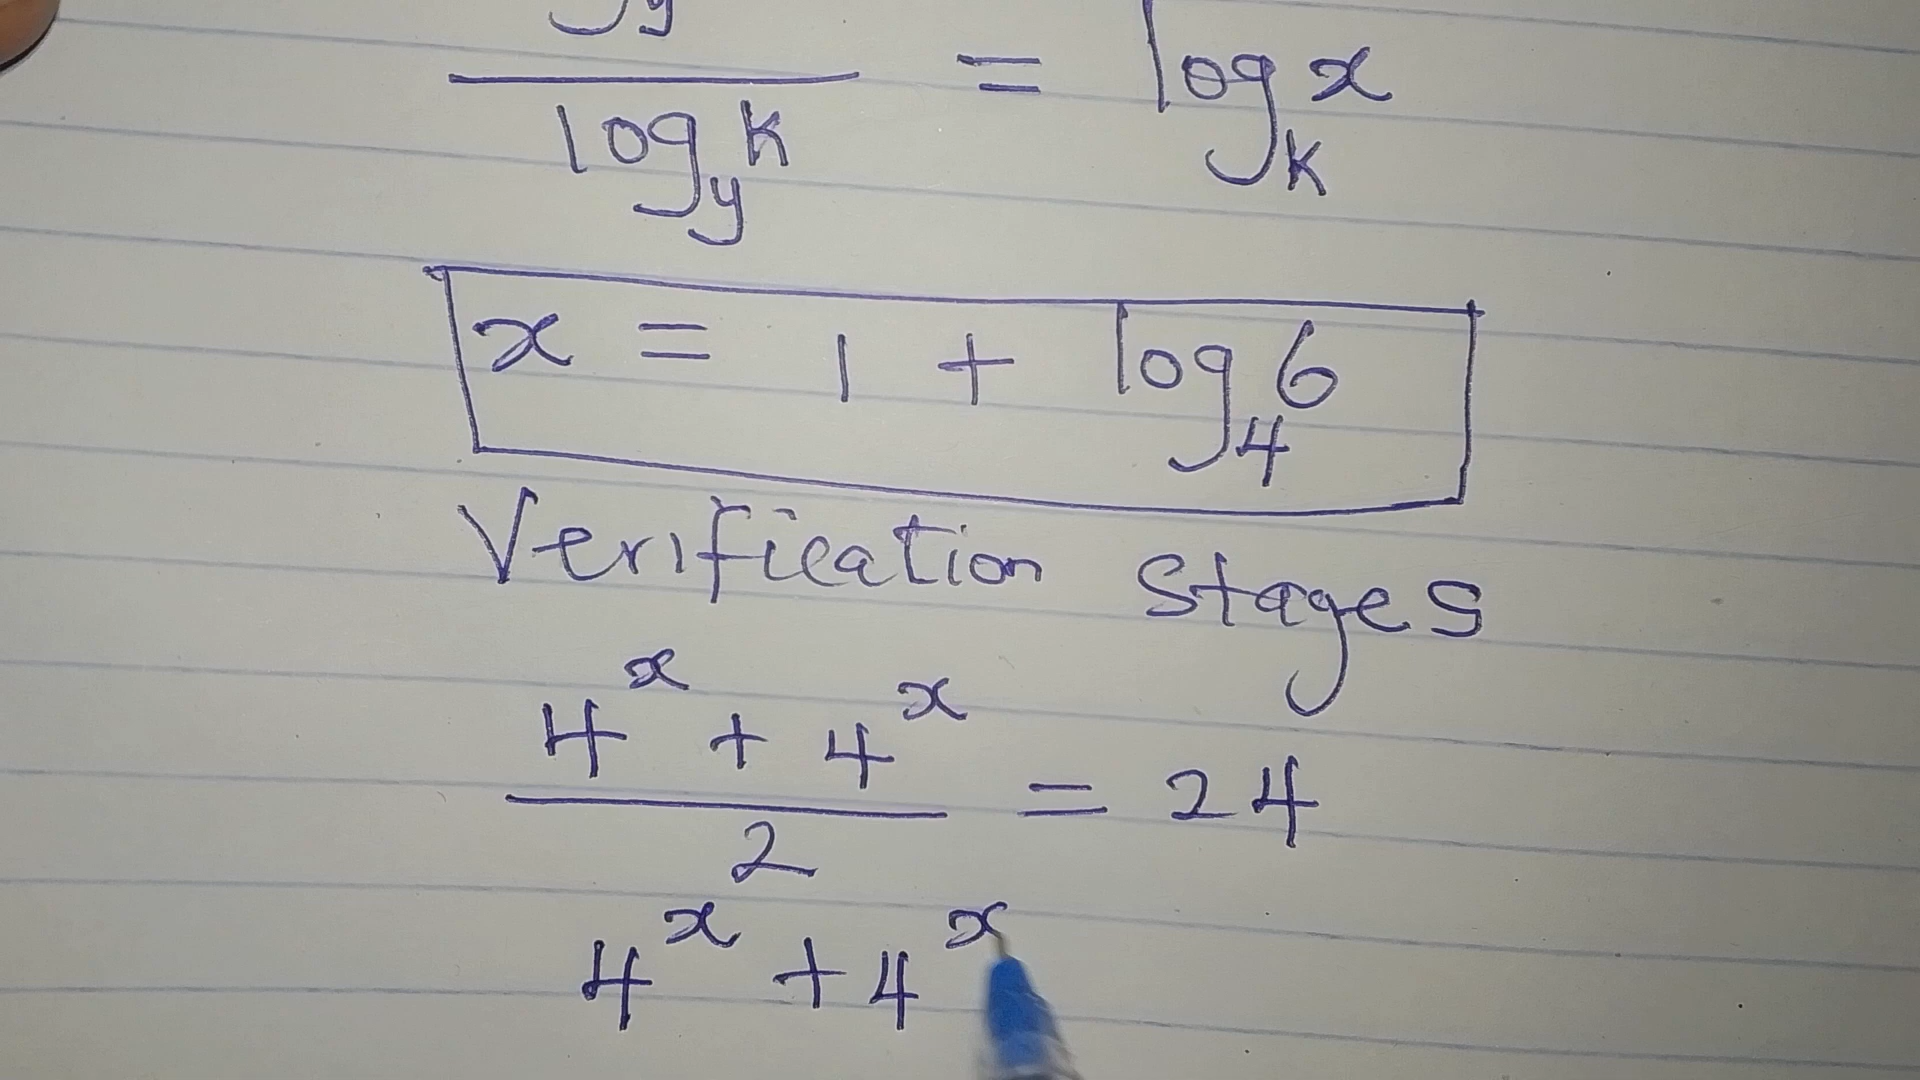 y
log_y k = log_k x
x = 1 + log_4 6
Verification Stages
4^x + 4^x
2
= 24
4^x + 4^x